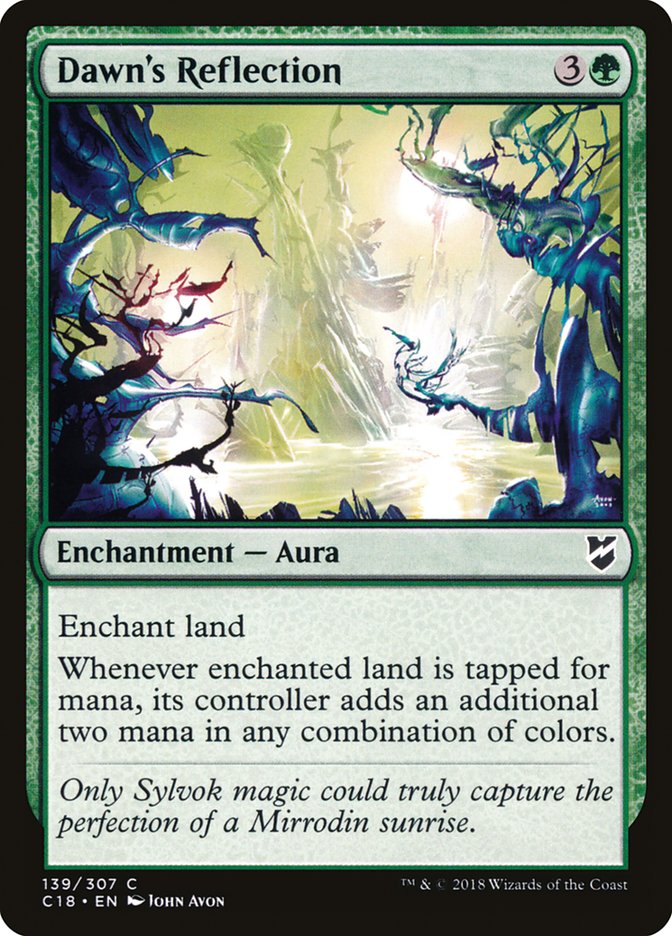 Dawn's Reflection 3
Enchantment — Aura
Enchant land
Whenever enchanted land is tapped for
mana, its controller adds an additional
two mana in any combination of colors.
Only Sylvok magic could truly capture the
perfection of a Mirrodin sunrise.
139/307 C ™ & © 2018 Wizards of the Coast
C18 • EN John Avon